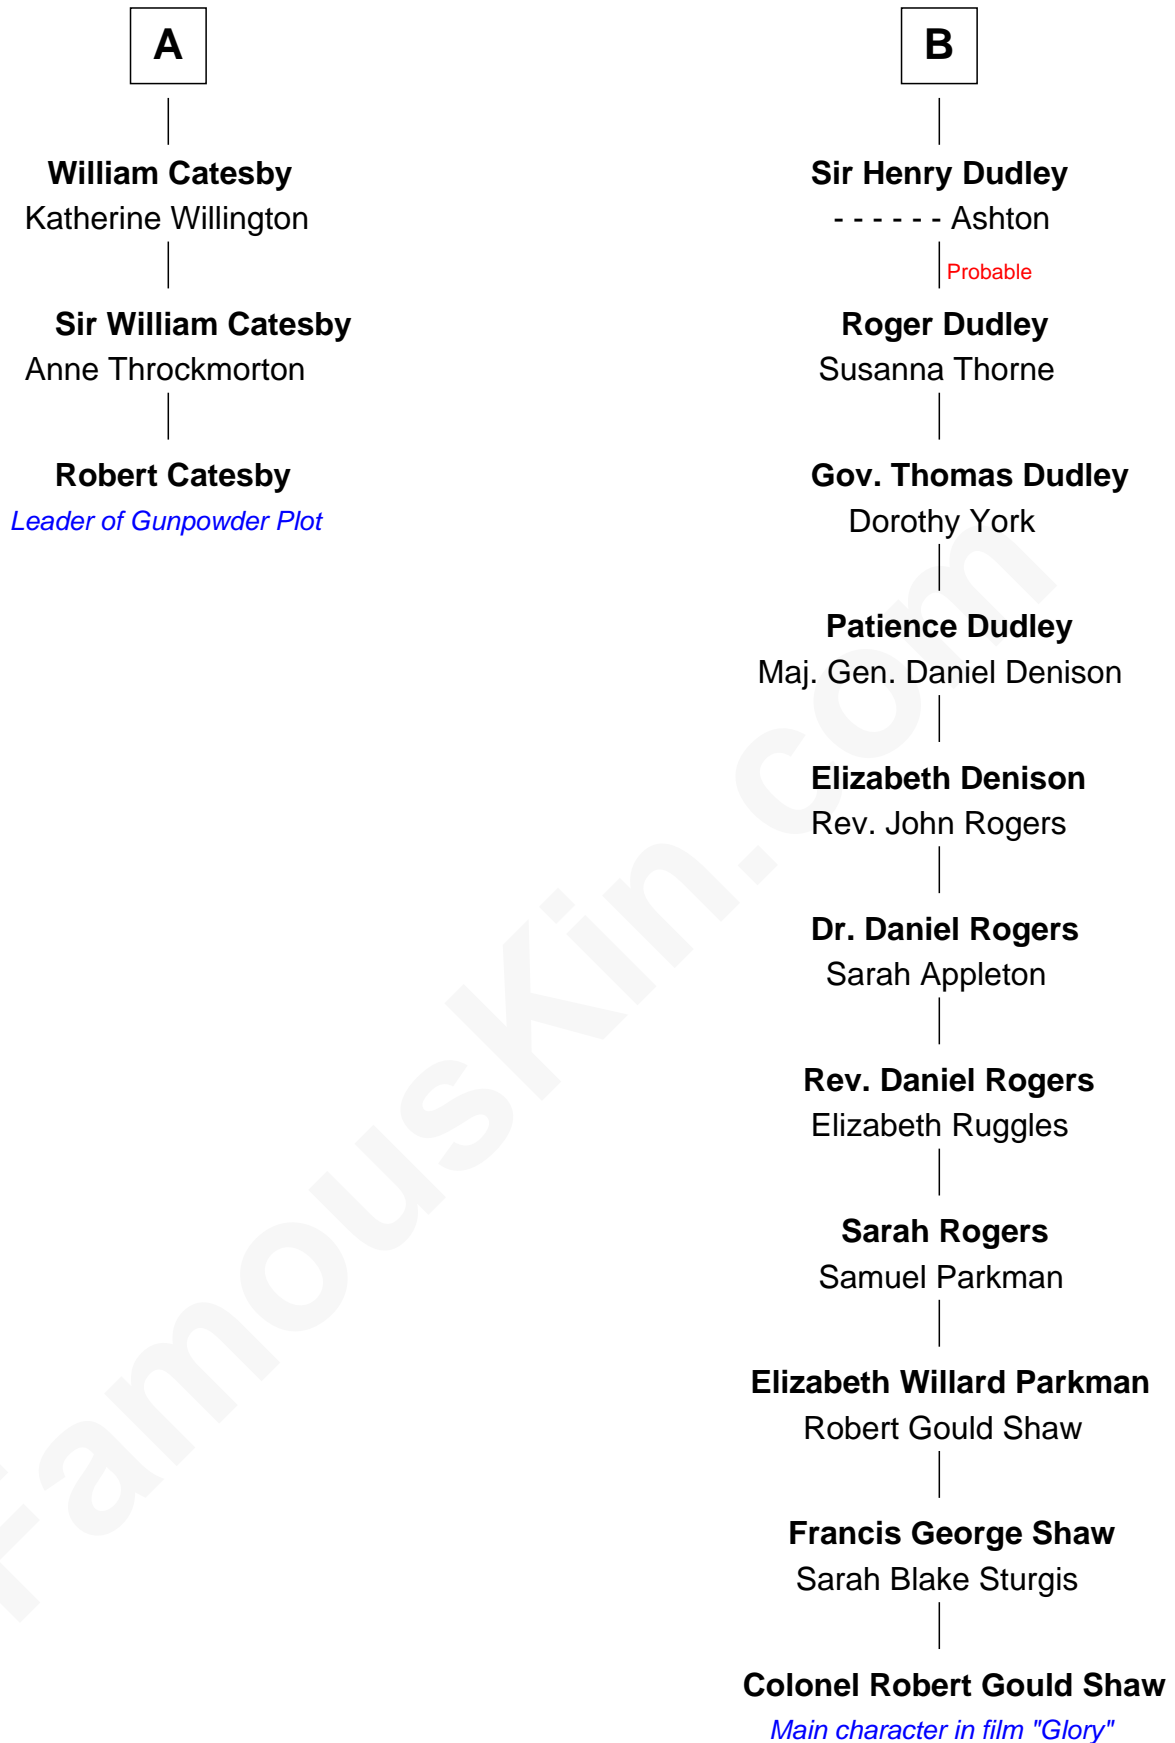 A
William Catesby
Katherine Willington
Sir William Catesby
Anne Throckmorton
Robert Catesby
Leader of Gunpowder Plot
B
Sir Henry Dudley
- - - - - - Ashton
Probable
Roger Dudley
Susanna Thorne
Gov. Thomas Dudley
Dorothy York
Patience Dudley
Maj. Gen. Daniel Denison
Elizabeth Denison
Rev. John Rogers
Dr. Daniel Rogers
Sarah Appleton
Rev. Daniel Rogers
Elizabeth Ruggles
Sarah Rogers
Samuel Parkman
Elizabeth Willard Parkman
Robert Gould Shaw
Francis George Shaw
Sarah Blake Sturgis
Colonel Robert Gould Shaw
Main character in film "Glory"
FamousKin.com